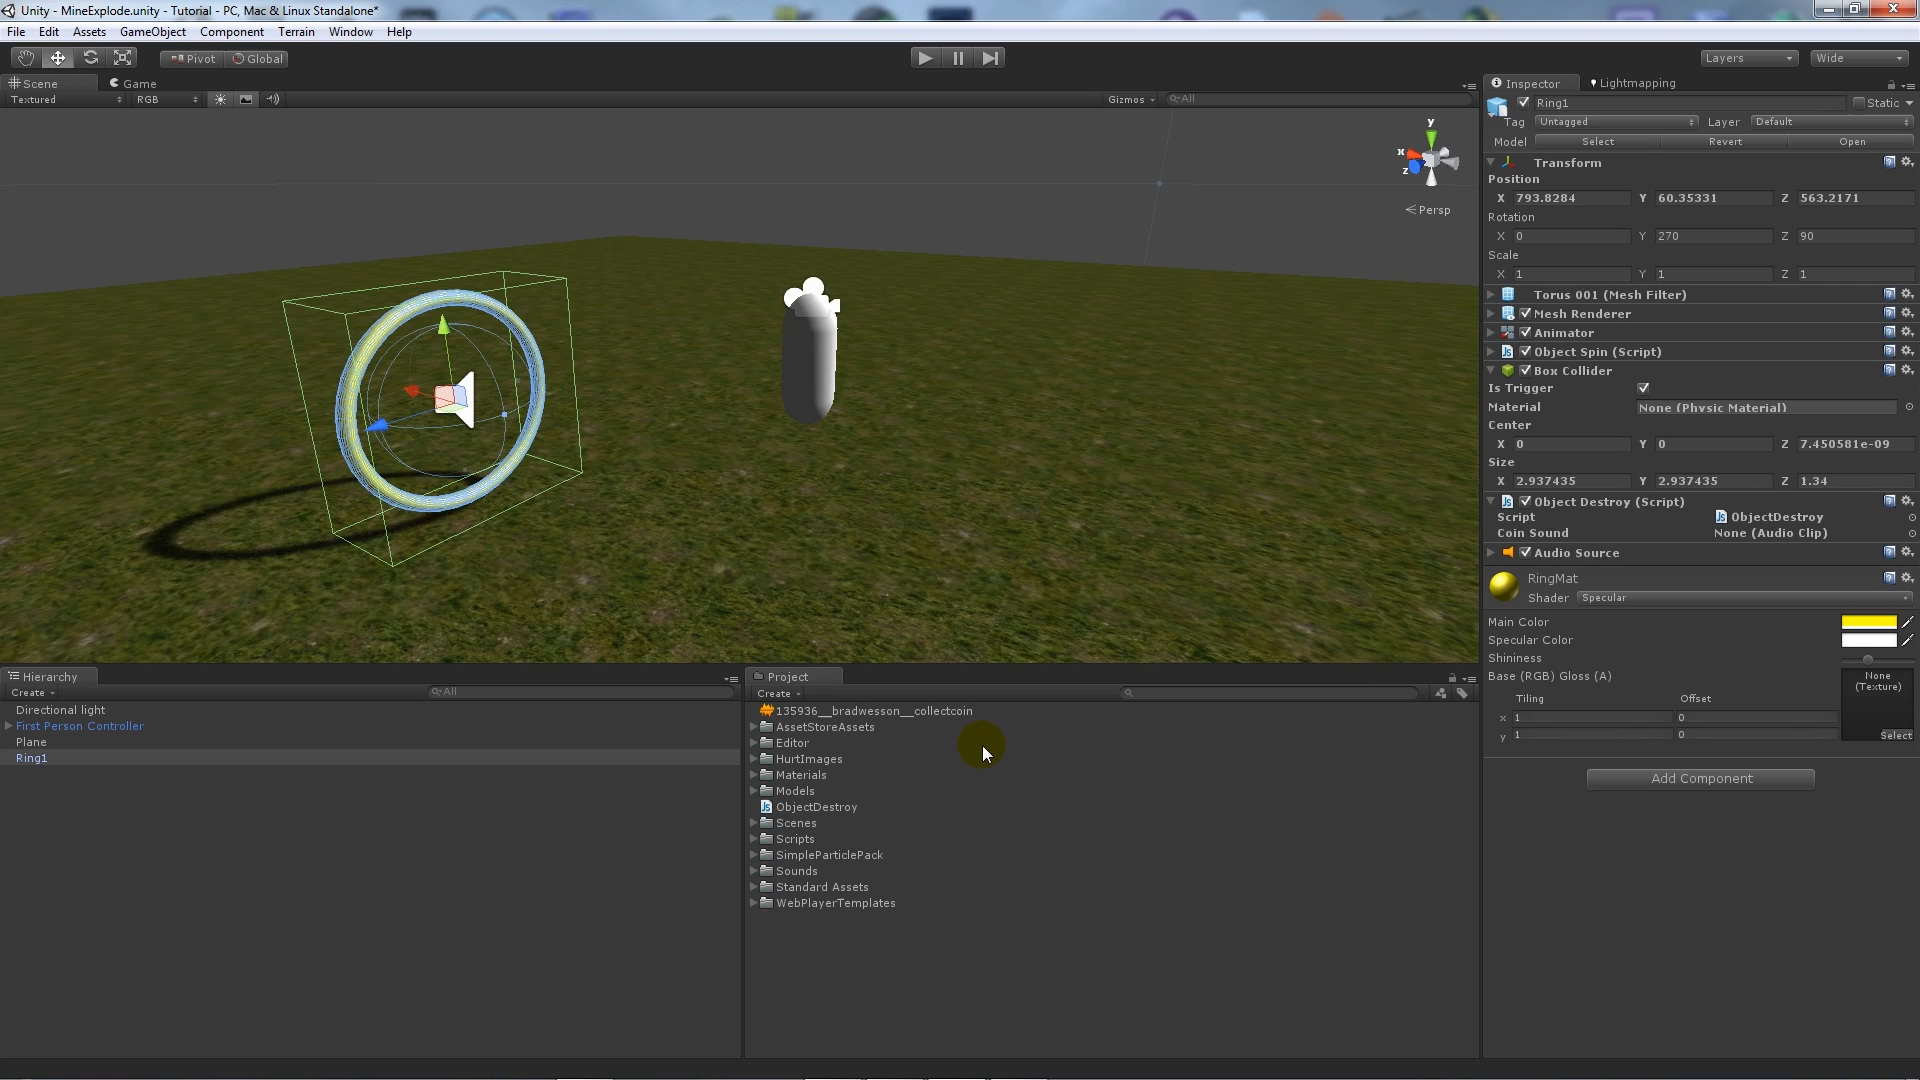 Unity - MineExplode.unity - Tutorial - PC, Mac & Linux Standalone*
File Edit Assets GameObject Component Terrain Window Help
Pivot Global Layers Wide
Scene Game
Textured RGB Gizmos All
y
x
z
Persp
Inspector Lightmapping
Ring1 Static
Tag Untagged Layer Default
Model Select Revert Open
Transform
Position
X 793.8284 Y 60.35331 Z 563.2171
Rotation
X 0 Y 270 Z 90
Scale
X 1 Y 1 Z 1
Torus 001 (Mesh Filter)
Mesh Renderer
Animator
Object Spin (Script)
Box Collider
Is Trigger
Material None (Physic Material)
Center
X 0 Y 0 Z 7.450581e-09
Size
X 2.937435 Y 2.937435 Z 1.34
Object Destroy (Script)
Script ObjectDestroy
Coin Sound None (Audio Clip)
Audio Source
RingMat
Shader Specular
Main Color
Specular Color
Shininess
Base (RGB) Gloss (A)
None
(Texture)
Tiling Offset
x 1 0
y 1 0
Select
Add Component
Hierarchy
Create All
Directional light
First Person Controller
Plane
Ring1
Project
Create
135936__bradwesson__collectcoin
AssetStoreAssets
Editor
HurtImages
Materials
Models
ObjectDestroy
Scenes
Scripts
SimpleParticlePack
Sounds
Standard Assets
WebPlayerTemplates